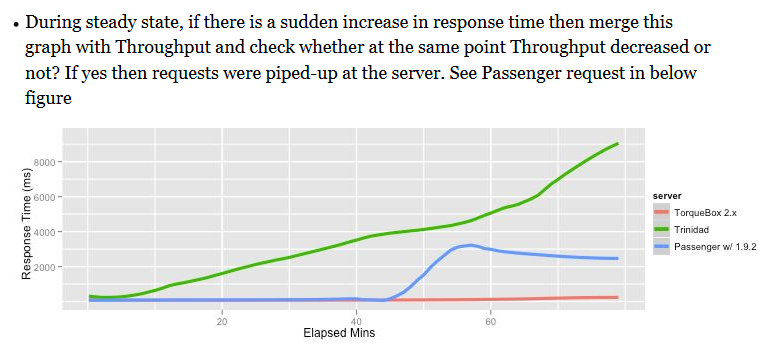 • During steady state, if there is a sudden increase in response time then merge this
graph with Throughput and check whether at the same point Throughput decreased or
not? If yes then requests were piped-up at the server. See Passenger request in below
figure
8000
6000
4000
2000
Response Time (ms)
20
40
60
Elapsed Mins
server
TorqueBox 2.x
Trinidad
Passenger w/ 1.9.2